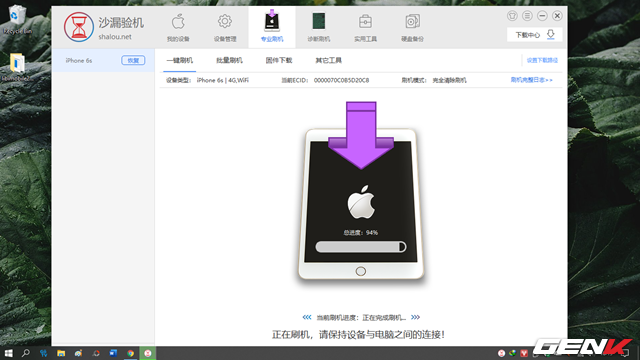 Recycle Bin
沙漏验机
shalou.net
我的设备
设备管理
专业刷机
诊断刷机
实用工具
硬盘备份
下载中心
iPhone 6s
恢复
一键刷机
批量刷机
固件下载
其它工具
设置下载路径
设备类型: iPhone 6s | 4G,WiFi
当前ECID: 0000070C0B5D20C8
刷机模式: 完全清除刷机
刷机完整日志>>
总进度: 94%
<<< 当前刷机进度: 正在完成刷机... >>>
正在刷机，请保持设备与电脑之间的连接!
GENK